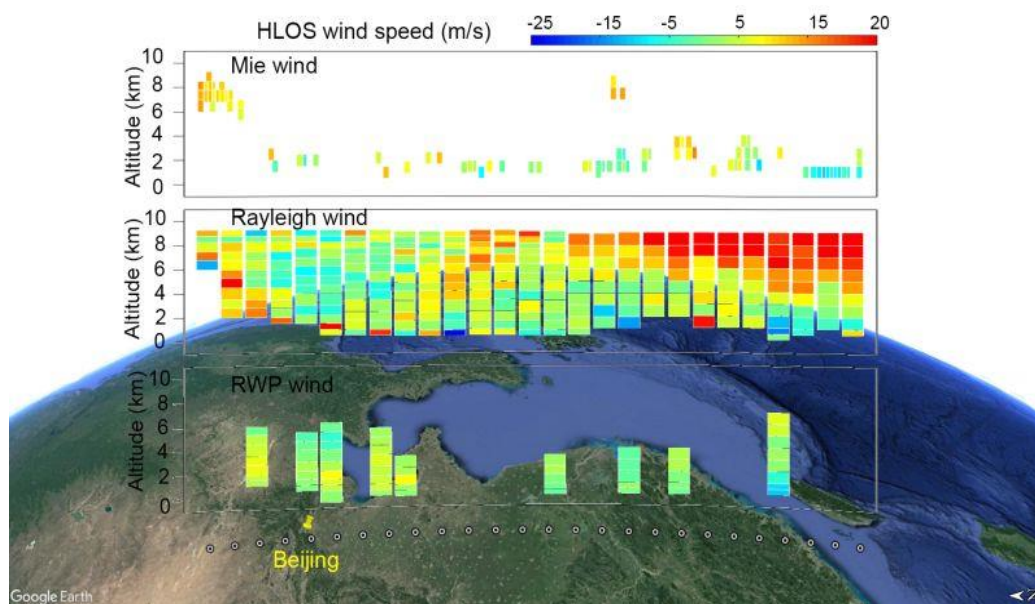 HLOS wind speed (m/s)
-25 -15 -5 5 15 20
Mie wind
Altitude (km)
10
8
6
4
2
0
Rayleigh wind
Altitude (km)
10
8
6
4
2
0
RWP wind
Altitude (km)
10
8
6
4
2
0
Beijing
Google Earth